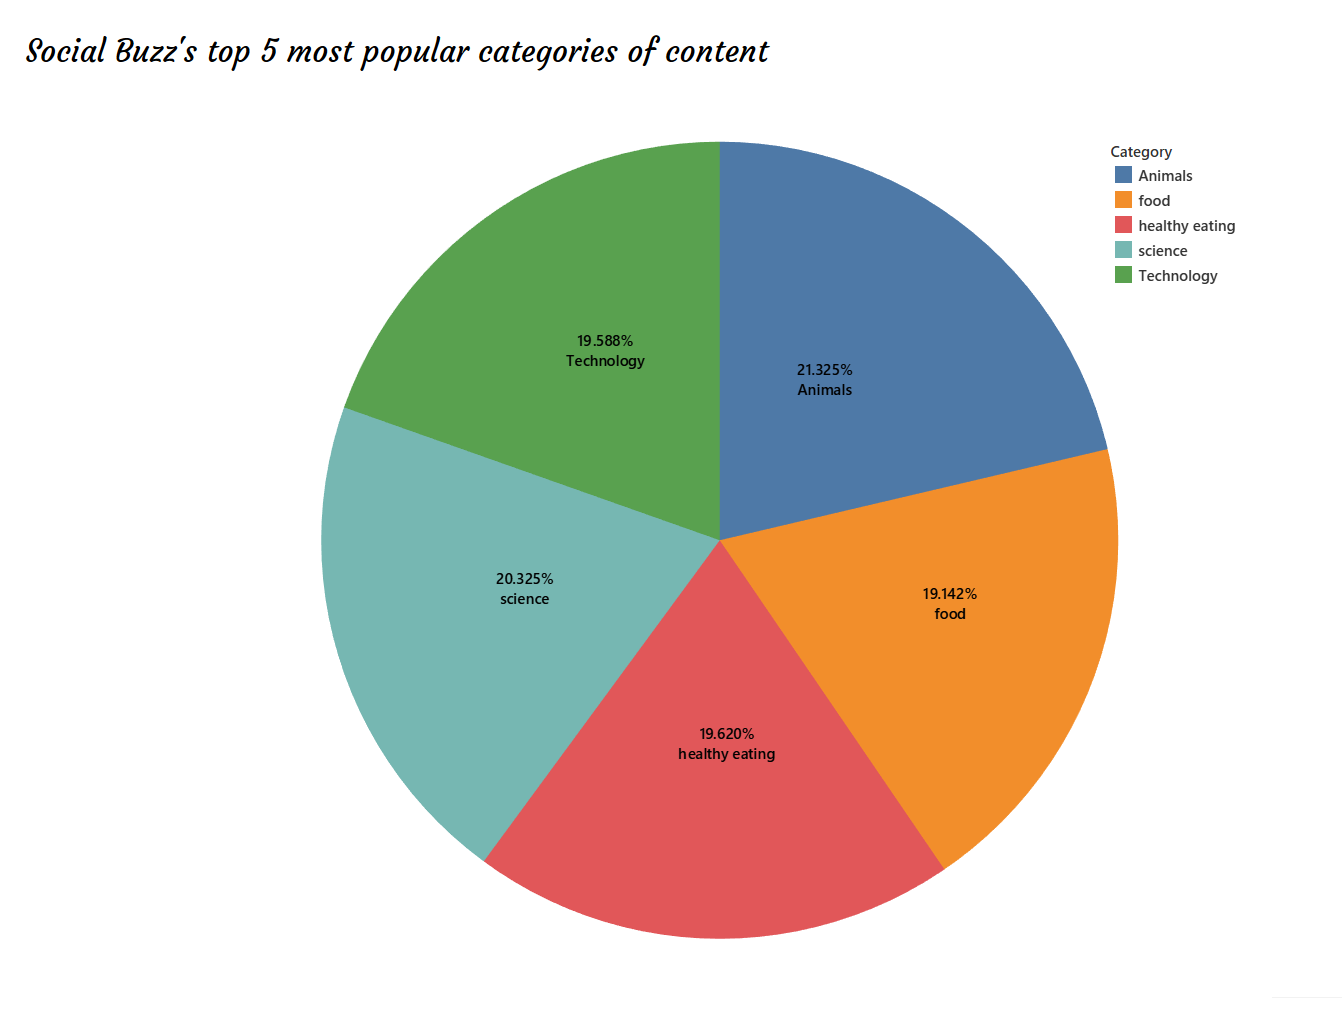 Social Buzz's top 5 most popular categories of content
Category
Animals
food
healthy eating
science
Technology
19.588%
Technology
21.325%
Animals
20.325%
science
19.142%
food
19.620%
healthy eating